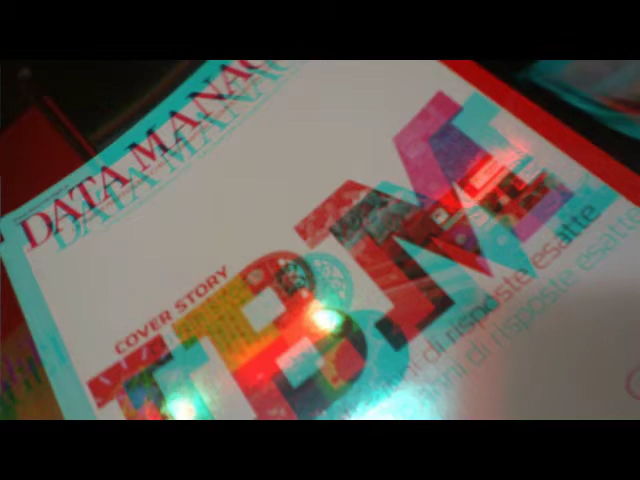 DATA MANAG
COVER STORY
IBM
di risposte esatte